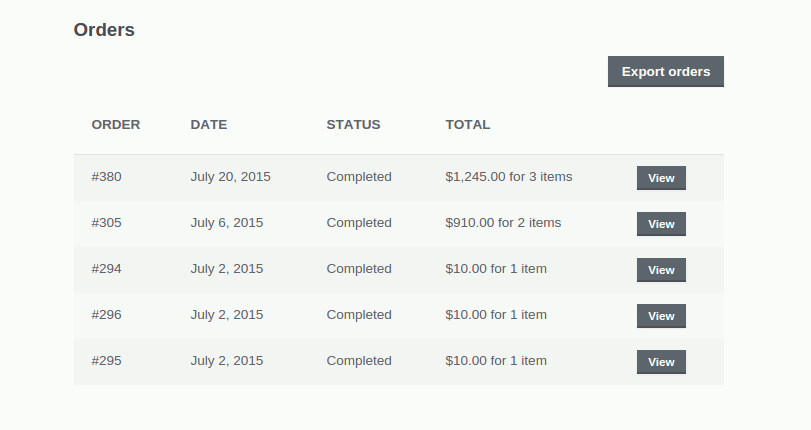 Orders
Export orders
ORDER DATE STATUS TOTAL
#380 July 20, 2015 Completed $1,245.00 for 3 items View
#305 July 6, 2015 Completed $910.00 for 2 items View
#294 July 2, 2015 Completed $10.00 for 1 item View
#296 July 2, 2015 Completed $10.00 for 1 item View
#295 July 2, 2015 Completed $10.00 for 1 item View